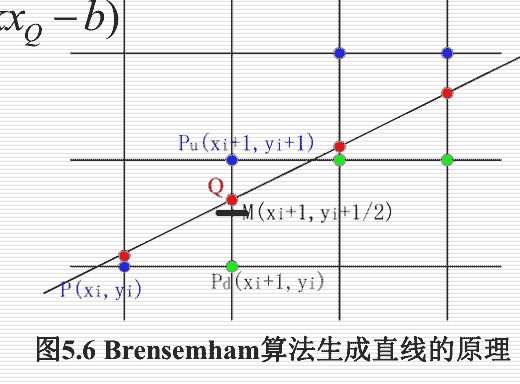 xx_Q – b)
Pu(xi+1, yi+1)
Q
M(xi+1, yi+1/2)
P(xi, yi)
Pd(xi+1, yi)
图5.6 Brensemham算法生成直线的原理